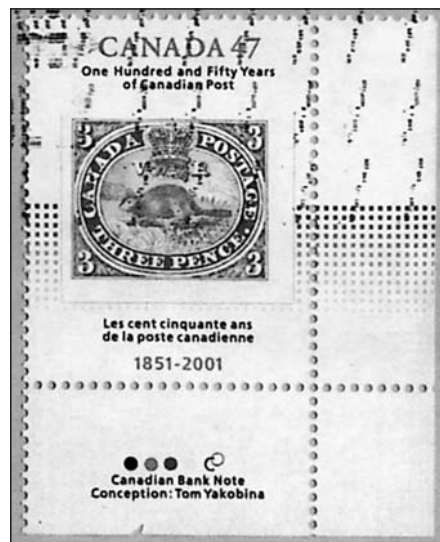 CANADA 47
One Hundred and Fifty Years
of Canadian Post
3 3
CANADA POSTAGE
V R
THREE PENCE.
3 3
Les cent cinquante ans
de la poste canadienne
1851-2001
Canadian Bank Note
Conception: Tom Yakobina